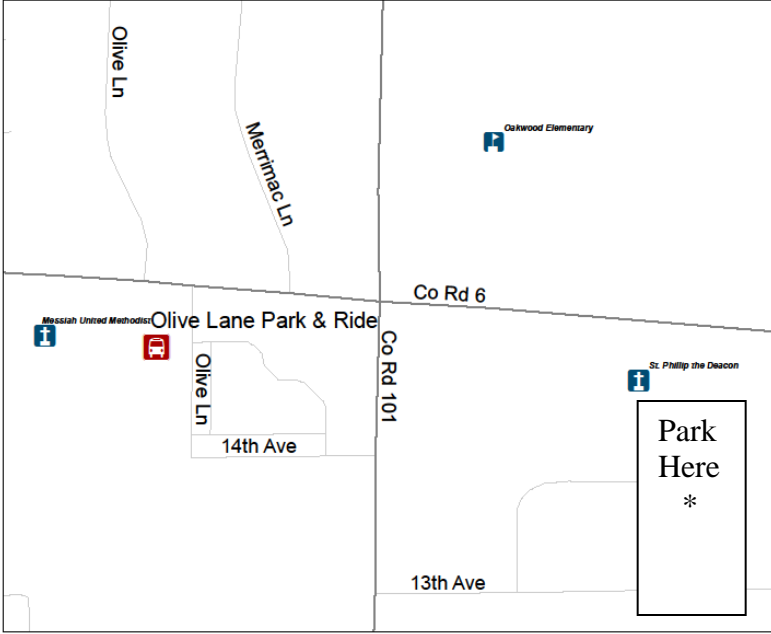 Olive Ln
Merrimac Ln
Oakwood Elementary
Co Rd 6
Messiah United Methodist
Olive Lane Park & Ride
Co Rd 101
Olive Ln
St. Phillip the Deacon
14th Ave
Park
Here
*
13th Ave